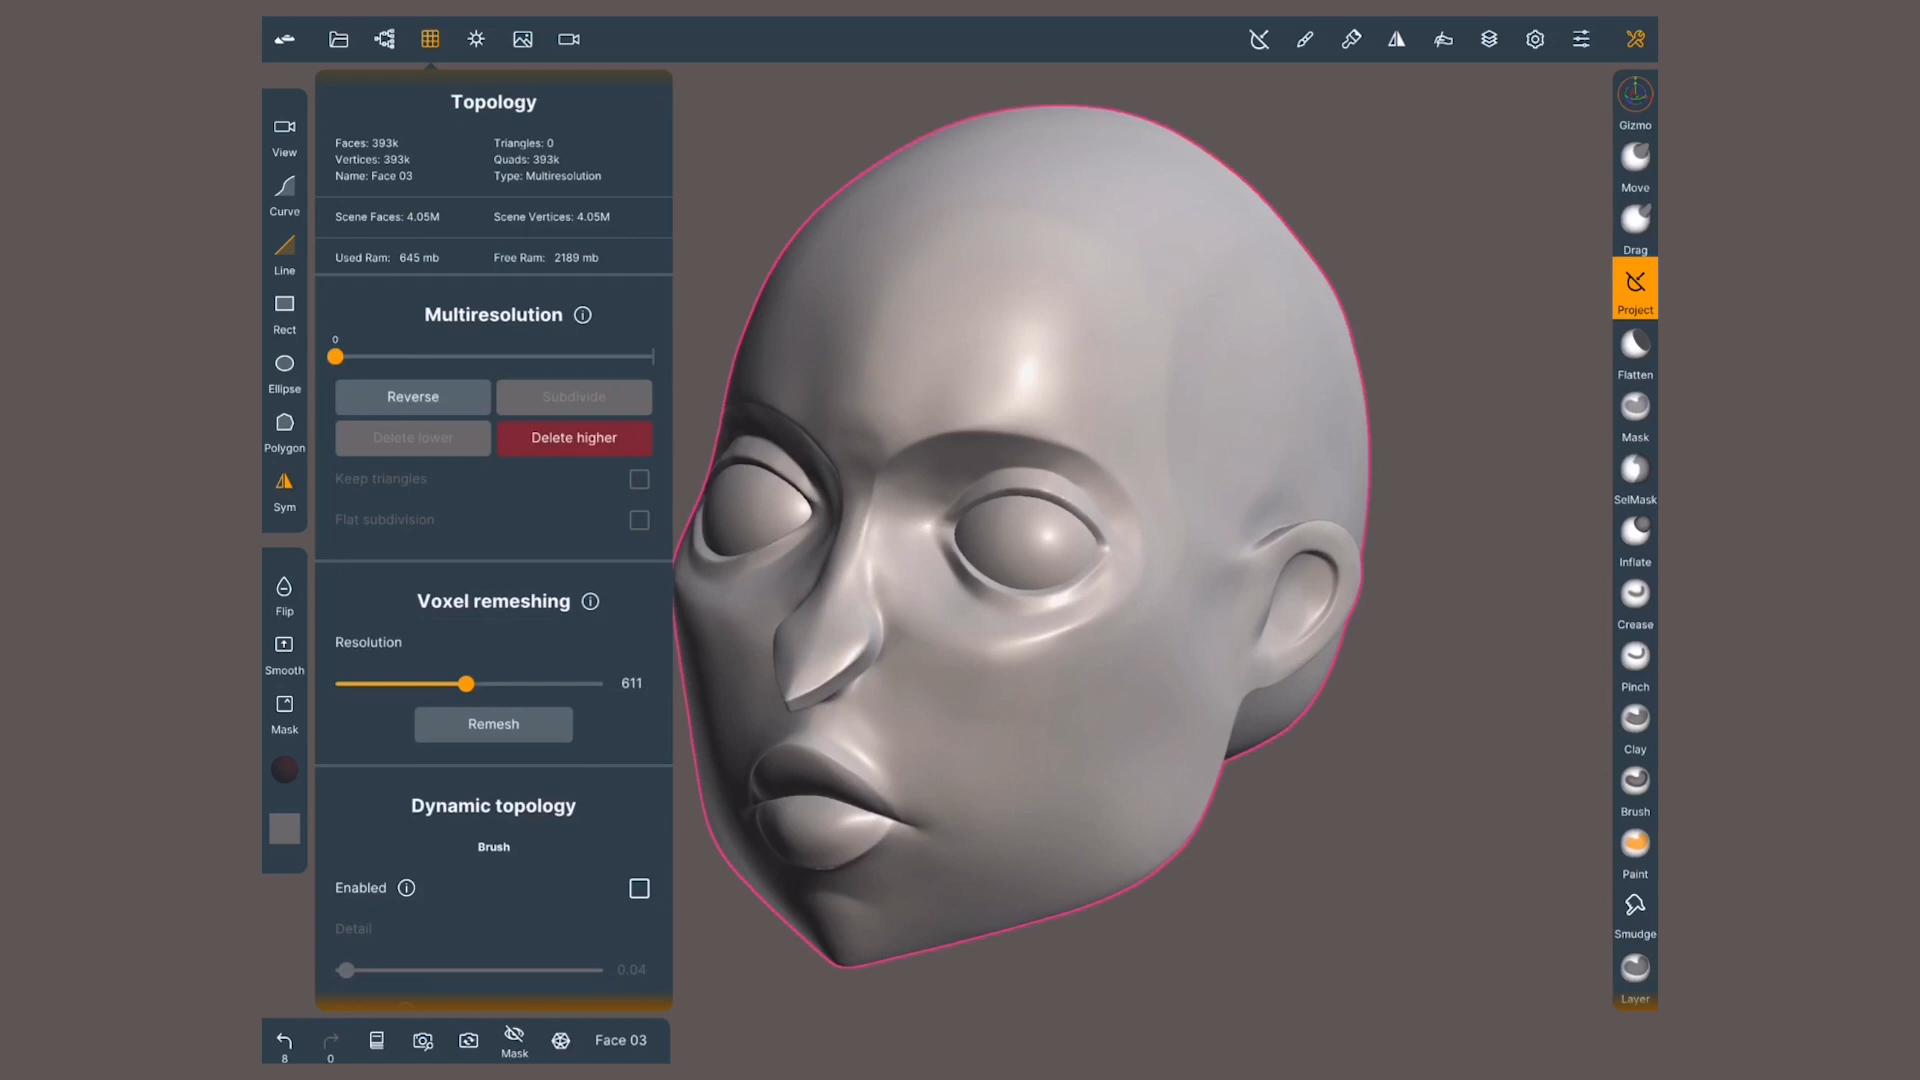 Topology
Faces: 393k
Triangles: 0
Vertices: 393k
Quads: 393k
Name: Face 03
Type: Multiresolution
Scene Faces: 4.05M
Scene Vertices: 4.05M
Used Ram: 645 mb
Free Ram: 2189 mb
Multiresolution
0
Reverse
Subdivide
Delete lower
Delete higher
Keep triangles
Flat subdivision
Voxel remeshing
Resolution
611
Remesh
Dynamic topology
Brush
Enabled
Detail
0.04
View
Curve
Line
Rect
Ellipse
Polygon
Sym
Flip
Smooth
Mask
8
0
Mask
Face 03
Gizmo
Move
Drag
Project
Flatten
Mask
SelMask
Inflate
Crease
Pinch
Clay
Brush
Paint
Smudge
Layer